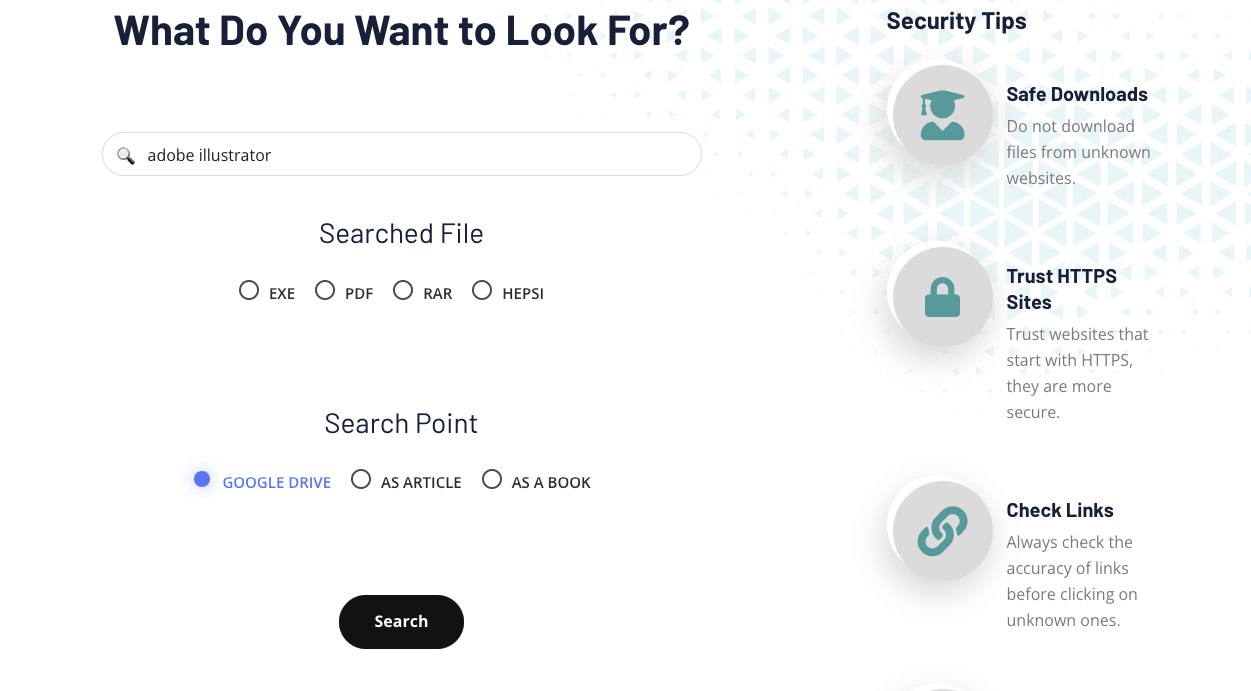 What Do You Want to Look For?
adobe illustrator
Searched File
EXE PDF RAR HEPSI
Search Point
GOOGLE DRIVE AS ARTICLE AS A BOOK
Search
Security Tips
Safe Downloads
Do not download
files from unknown
websites.
Trust HTTPS
Sites
Trust websites that
start with HTTPS,
they are more
secure.
Check Links
Always check the
accuracy of links
before clicking on
unknown ones.